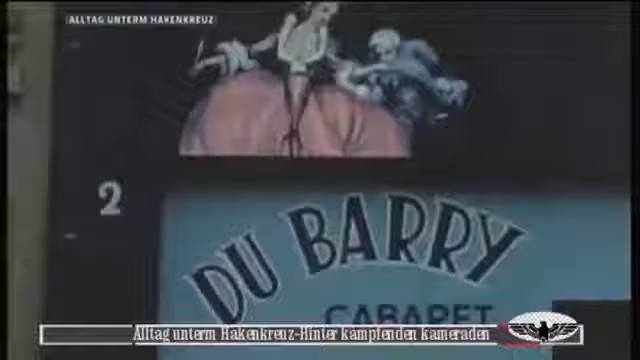 ALLTAG UNTERM HAKENKREUZ
2
DU BARRY
CABARET
Alltag unterm Hakenkreuz-Hinter kampfenden kameraden